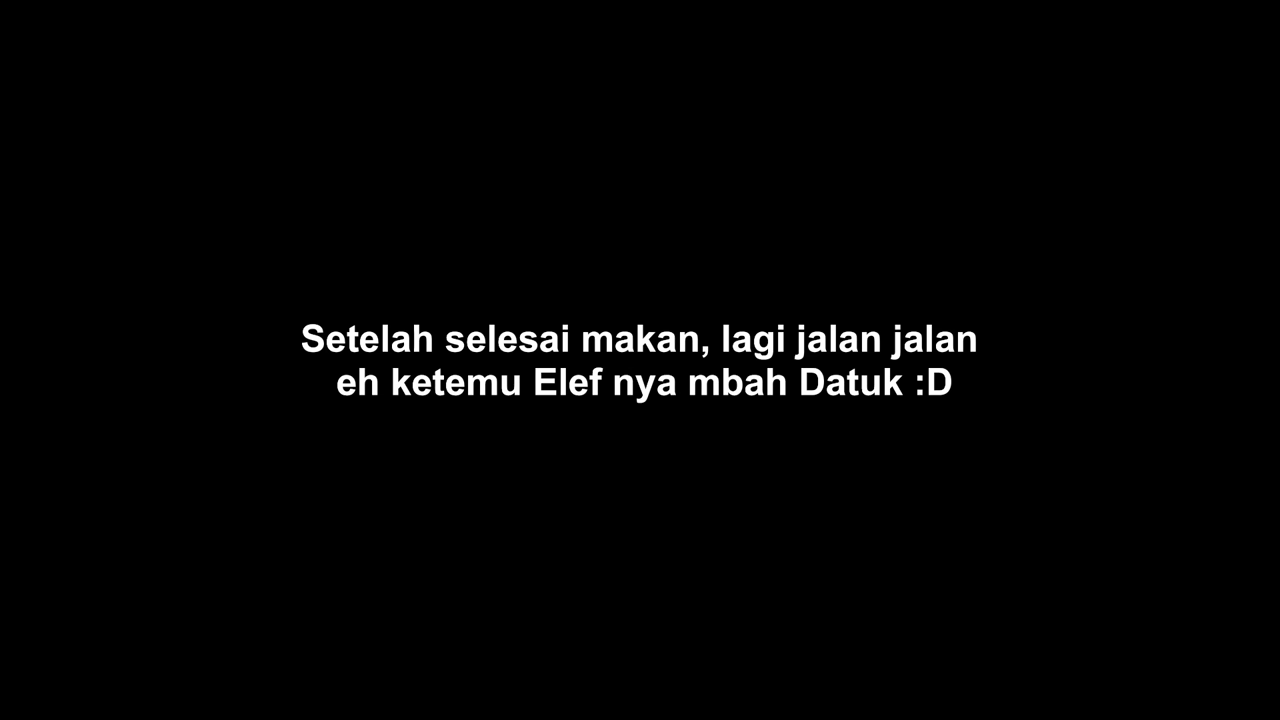 Setelah selesai makan, lagi jalan jalan
eh ketemu Elef nya mbah Datuk :D